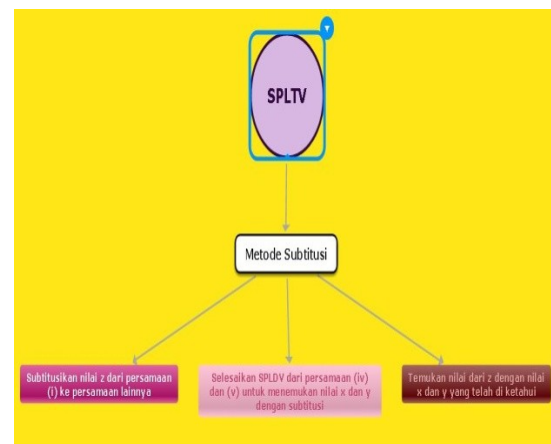 SPLTV
Metode Subtitusi
Subtitusikan nilai z dari persamaan
(i) ke persamaan lainnya
Selesaikan SPLDV dari persamaan (iv)
dan (v) untuk menemukan nilai x dan y
dengan subtitusi
Temukan nilai dari z dengan nilai
x dan y yang telah di ketahui